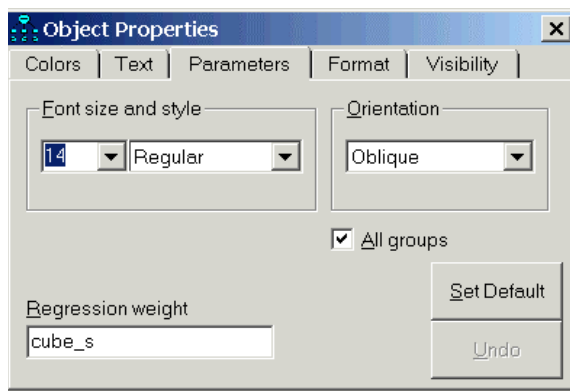 Object Properties
Colors Text Parameters Format Visibility
Font size and style
Orientation
14 Regular
Oblique
All groups
Set Default
Regression weight
cube_s
Undo